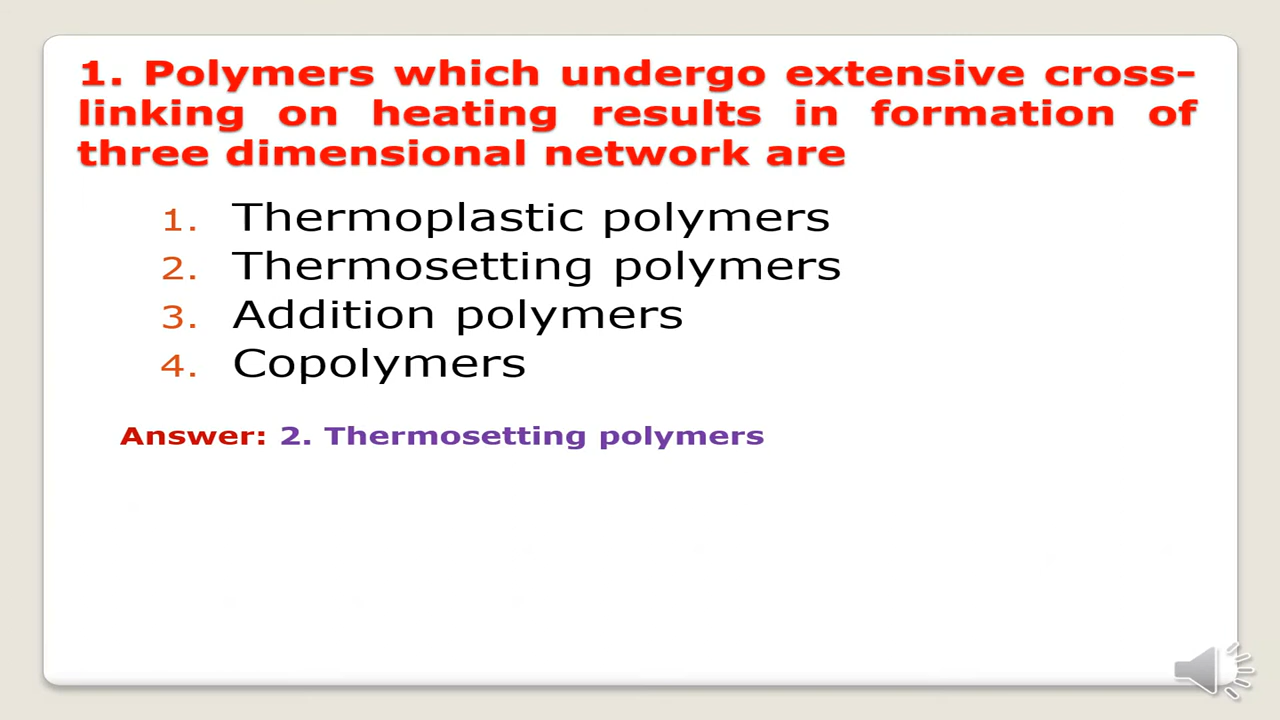 1. Polymers which undergo extensive cross-
linking on heating results in formation of
three dimensional network are
1. Thermoplastic polymers
2. Thermosetting polymers
3. Addition polymers
4. Copolymers
Answer: 2. Thermosetting polymers